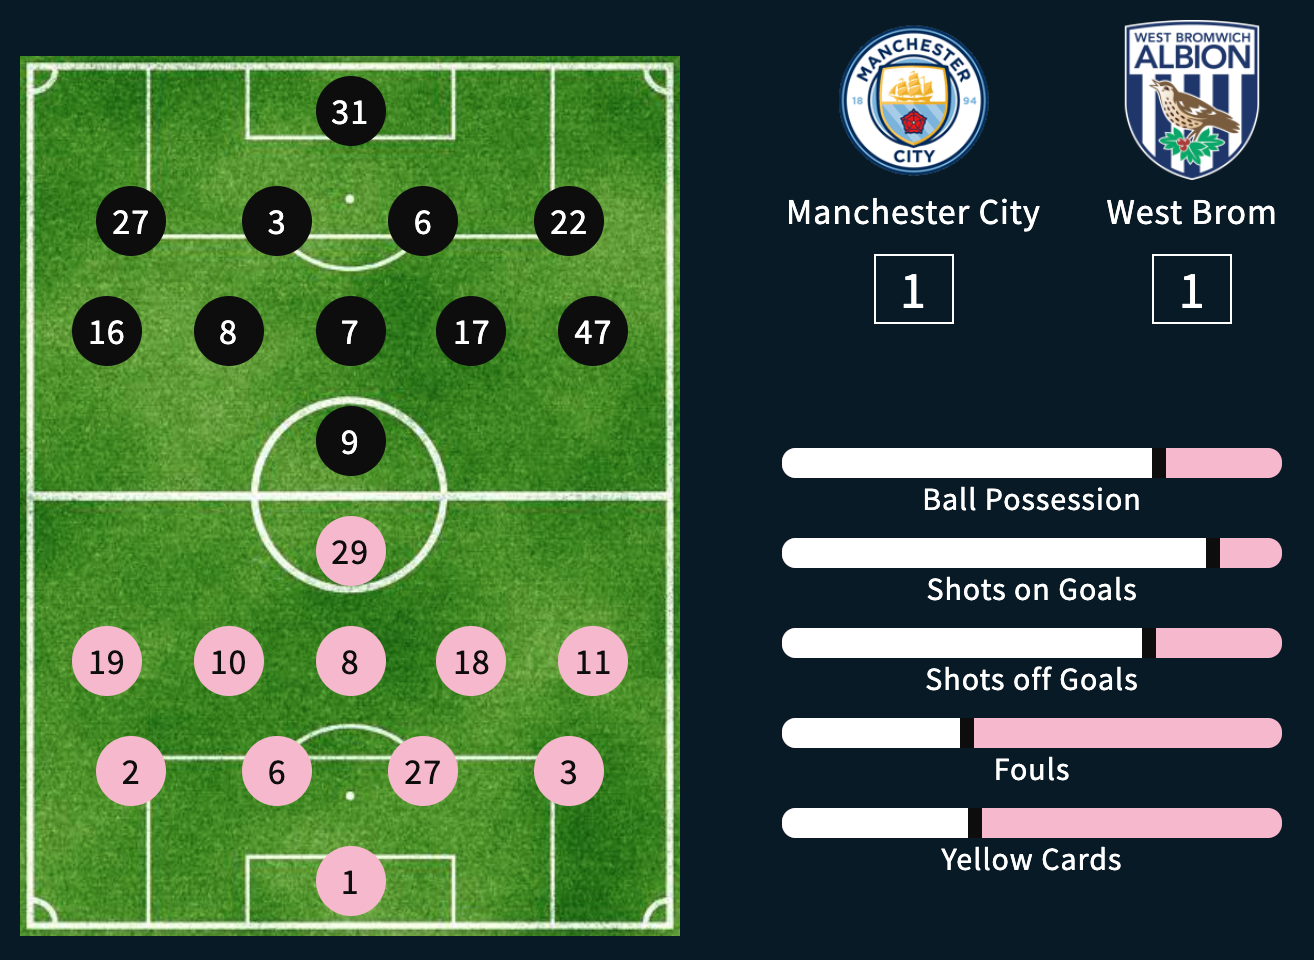 31
27 3 6 22
16 8 7 17 47
9
29
19 10 8 18 11
2 6 27 3
1
MANCHESTER
18 94
CITY
WEST BROMWICH
ALBION
Manchester City West Brom
1 1
Ball Possession
Shots on Goals
Shots off Goals
Fouls
Yellow Cards